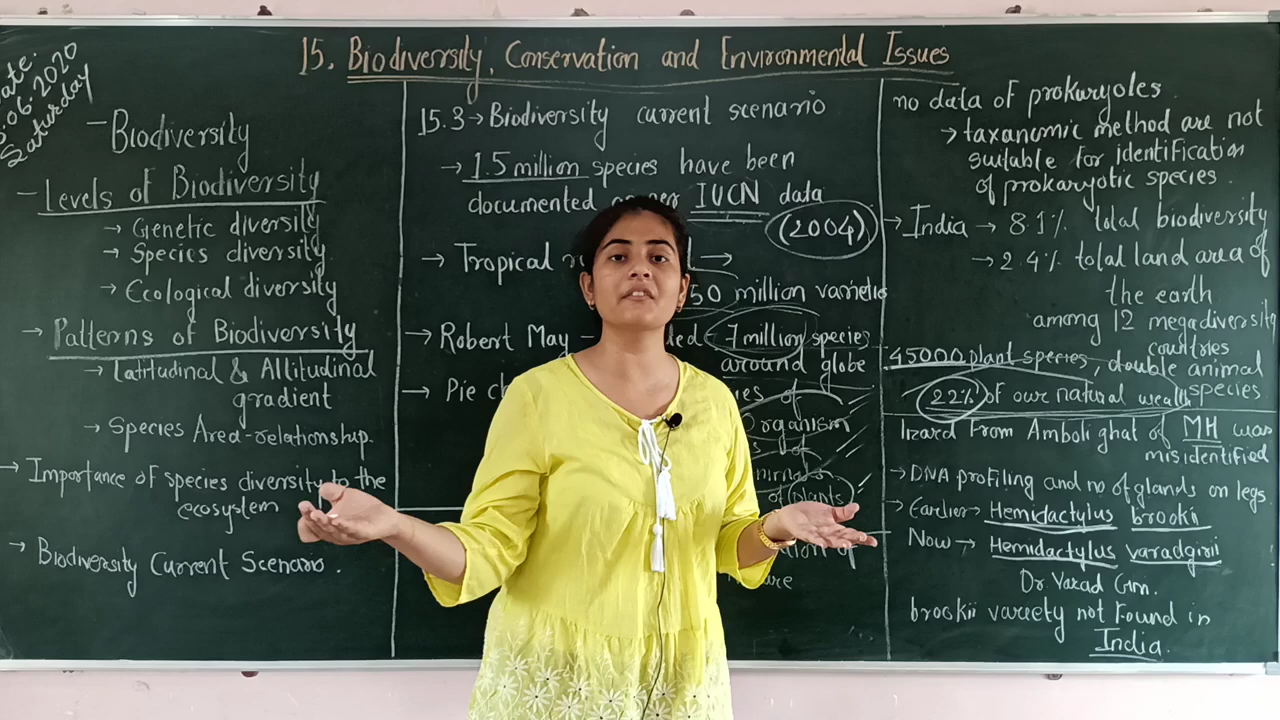 15. Biodiversity, Conservation and Environmental Issues
06.2020
Saturday
- Biodiversity
- Levels of Biodiversity
→ Genetic diversity
→ Species diversity
→ Ecological diversity
→ Patterns of Biodiversity
→ Latitudinal & Altitudinal
gradient
→ Species Area-relationship.
→ Importance of species diversity to the
ecosystem
→ Biodiversity Current Scenario.
15.3 → Biodiversity current scenario
→ 1.5 million species have been
documented IUCN data
(2004)
→ Tropical →
50 million varieties
→ Robert May - 7 million species
around globe
→ Pie of
organism
of
plants
of
no data of prokaryotes.
→ taxanomic method are not
suitable for identification
of prokaryotic species.
→ India → 8.1% total biodiversity
→ 2.4% total land area of
the earth
among 12 megadiversity
countries
45000 plant species, double animal
species
22% of our natural wealth
lizard From Amboli ghat of MH was
misidentified
→ DNA profiling and no of glands on legs.
→ Earlier → Hemidactylus brookii
Now → Hemidactylus varadgirii
Dr Varad Giri.
brookii variety not Found in
India.